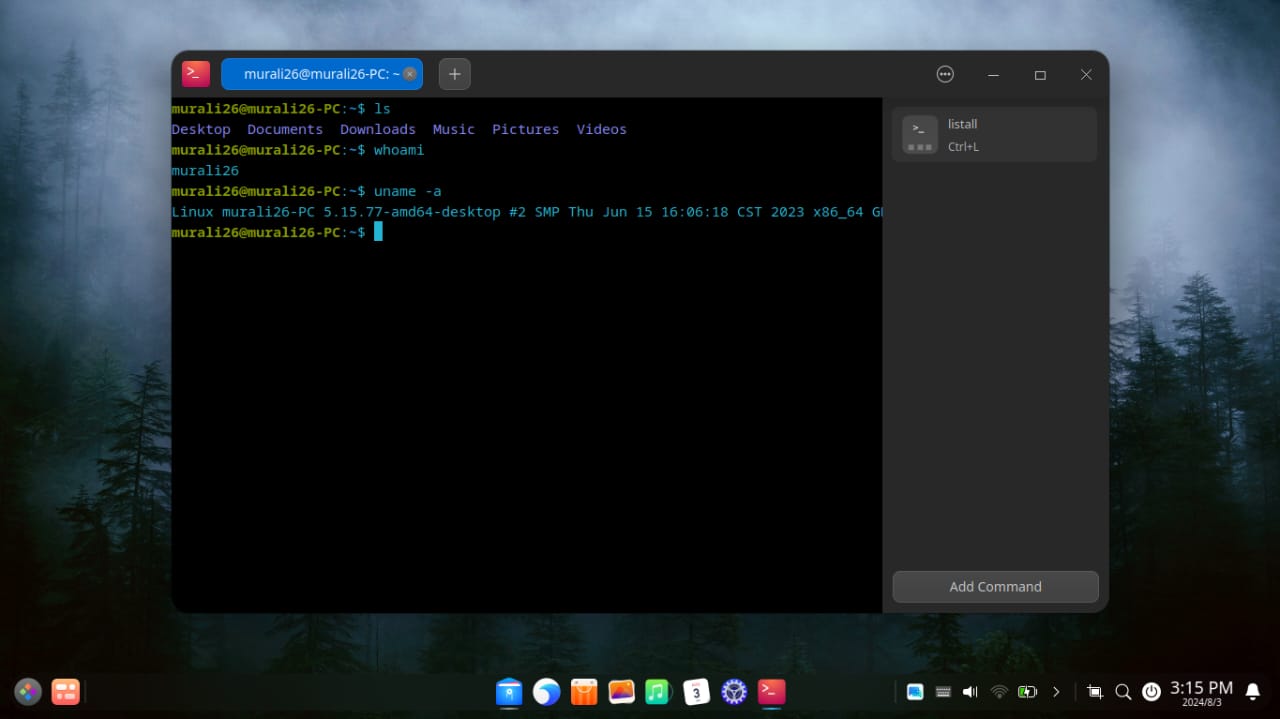 murali26@murali26-PC: ~
murali26@murali26-PC:~$ ls
Desktop Documents Downloads Music Pictures Videos
murali26@murali26-PC:~$ whoami
murali26
murali26@murali26-PC:~$ uname -a
Linux murali26-PC 5.15.77-amd64-desktop #2 SMP Thu Jun 15 16:06:18 CST 2023 x86_64 G
murali26@murali26-PC:~$
listall
Ctrl+L
Add Command
3
3:15 PM
2024/8/3